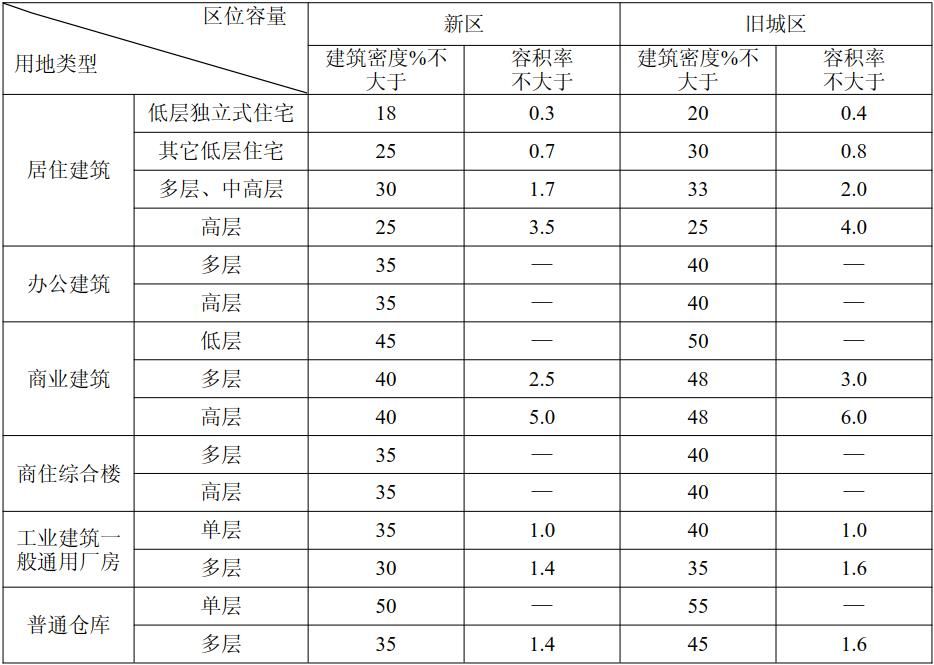 区位容量
用地类型
新区
旧城区
建筑密度%不
大于
容积率
不大于
建筑密度%不
大于
容积率
不大于
居住建筑
低层独立式住宅 18 0.3 20 0.4
其它低层住宅 25 0.7 30 0.8
多层、中高层 30 1.7 33 2.0
高层 25 3.5 25 4.0
办公建筑
多层 35 — 40 —
高层 35 — 40 —
商业建筑
低层 45 — 50 —
多层 40 2.5 48 3.0
高层 40 5.0 48 6.0
商住综合楼
多层 35 — 40 —
高层 35 — 40 —
工业建筑一
般通用厂房
单层 35 1.0 40 1.0
多层 30 1.4 35 1.6
普通仓库
单层 50 — 55 —
多层 35 1.4 45 1.6